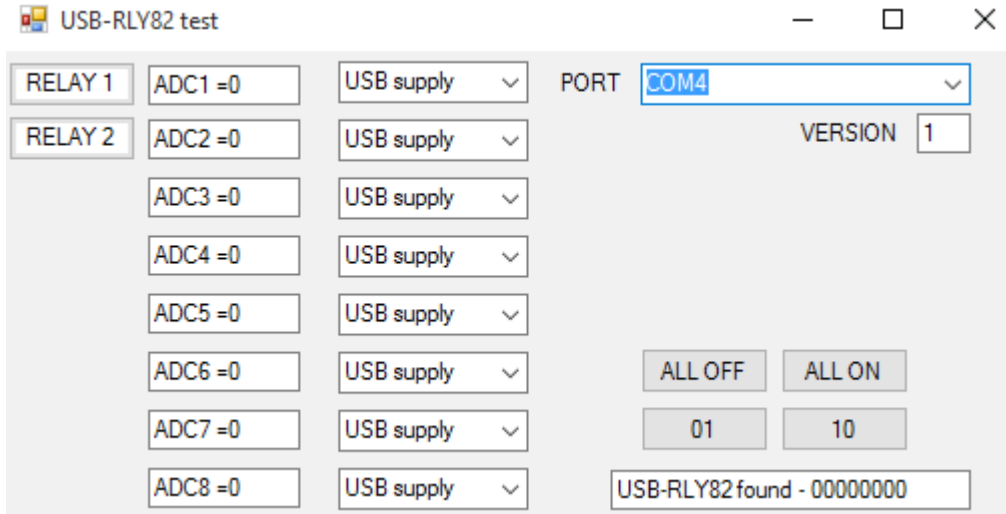 USB-RLY82 test
RELAY 1 ADC1 =0 USB supply PORT COM4
VERSION 1
RELAY 2 ADC2 =0 USB supply
ADC3 =0 USB supply
ADC4 =0 USB supply
ADC5 =0 USB supply
ADC6 =0 USB supply ALL OFF ALL ON
ADC7 =0 USB supply 01 10
ADC8 =0 USB supply USB-RLY82 found - 00000000